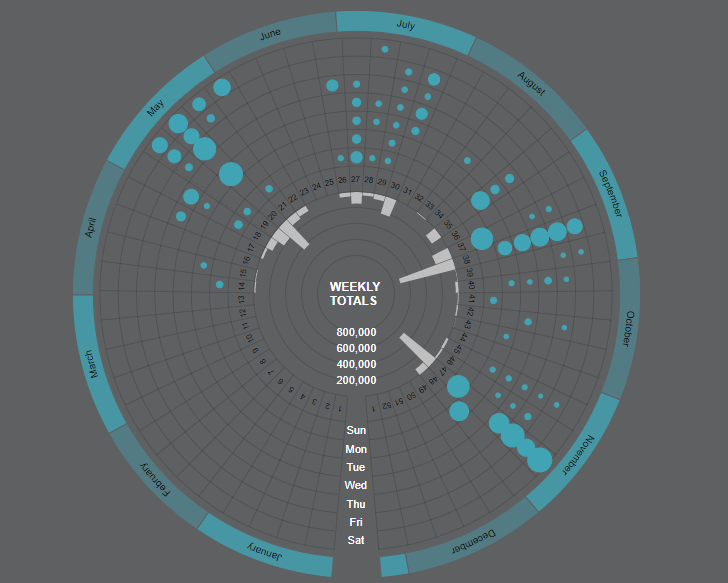 July
June
August
May
September
April
October
March
November
February
December
January
1
2
3
4
5
6
7
8
9
10
11
12
13
14
15
16
17
18
19
20
21
22
23
24
25
26
27
28
29
30
31
32
33
34
35
36
37
38
39
40
41
42
43
44
45
46
47
48
49
50
51
52
1
WEEKLY
TOTALS
800,000
600,000
400,000
200,000
Sun
Mon
Tue
Wed
Thu
Fri
Sat